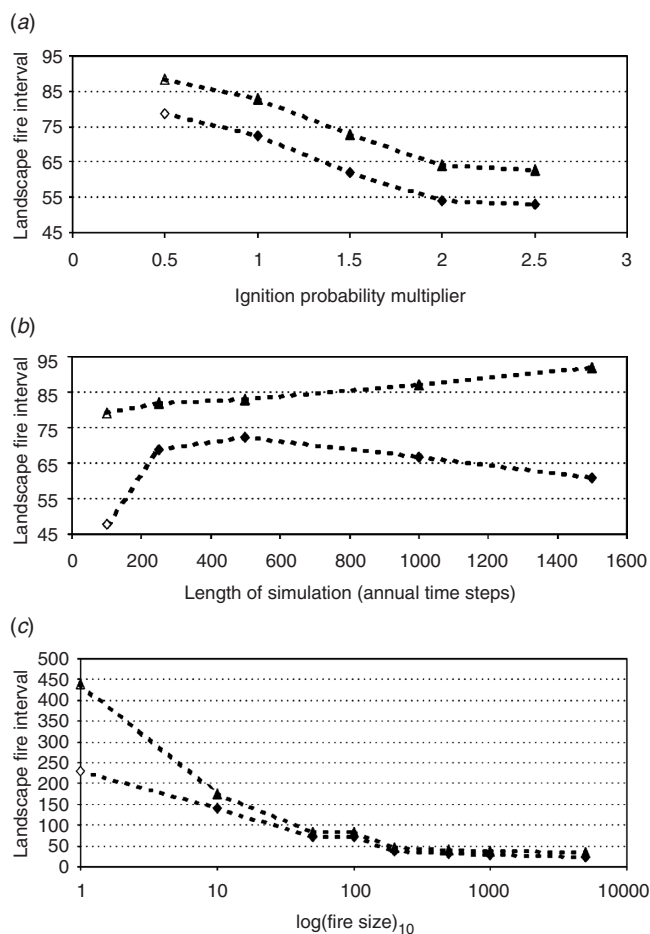 (a)
Landscape fire interval
95
85
75
65
55
45
0 0.5 1 1.5 2 2.5 3
Ignition probability multiplier
(b)
Landscape fire interval
95
85
75
65
55
45
0 200 400 600 800 1000 1200 1400 1600
Length of simulation (annual time steps)
(c)
Landscape fire interval
500
450
400
350
300
250
200
150
100
50
0
1 10 100 1000 10000
log(fire size)10